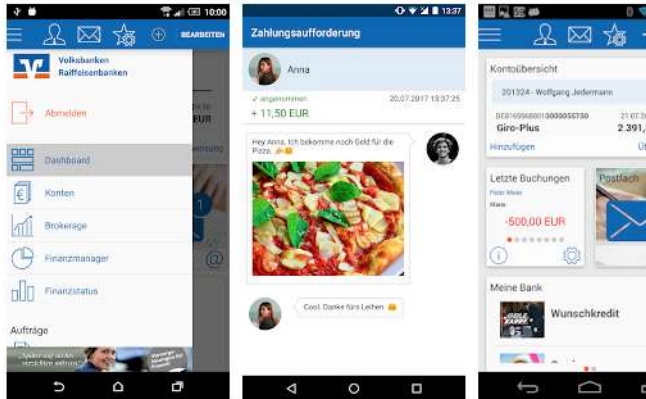 10:00
BEARBEITEN
Volksbanken
Raiffeisenbanken
Abmelden
EUR
Dashboard
Konten
1
Brokerage
Finanzmanager
@
Finanzstatus
Aufträge
13:37
Zahlungsaufforderung
Anna
✓ angenommen
20.07.2017 13:37:25
+ 11,50 EUR
Hey Anna, ich bekomme noch Geld für die
Pizza. 🍕😀
Cool. Danke fürs Leihen 😀
Kontoübersicht
201324 - Wolfgang Jedermann
Giro-Plus
2.391,
Hinzufügen
Letzte Buchungen
Postfach
Peter Meier
-500,00 EUR
Meine Bank
Wunschkredit